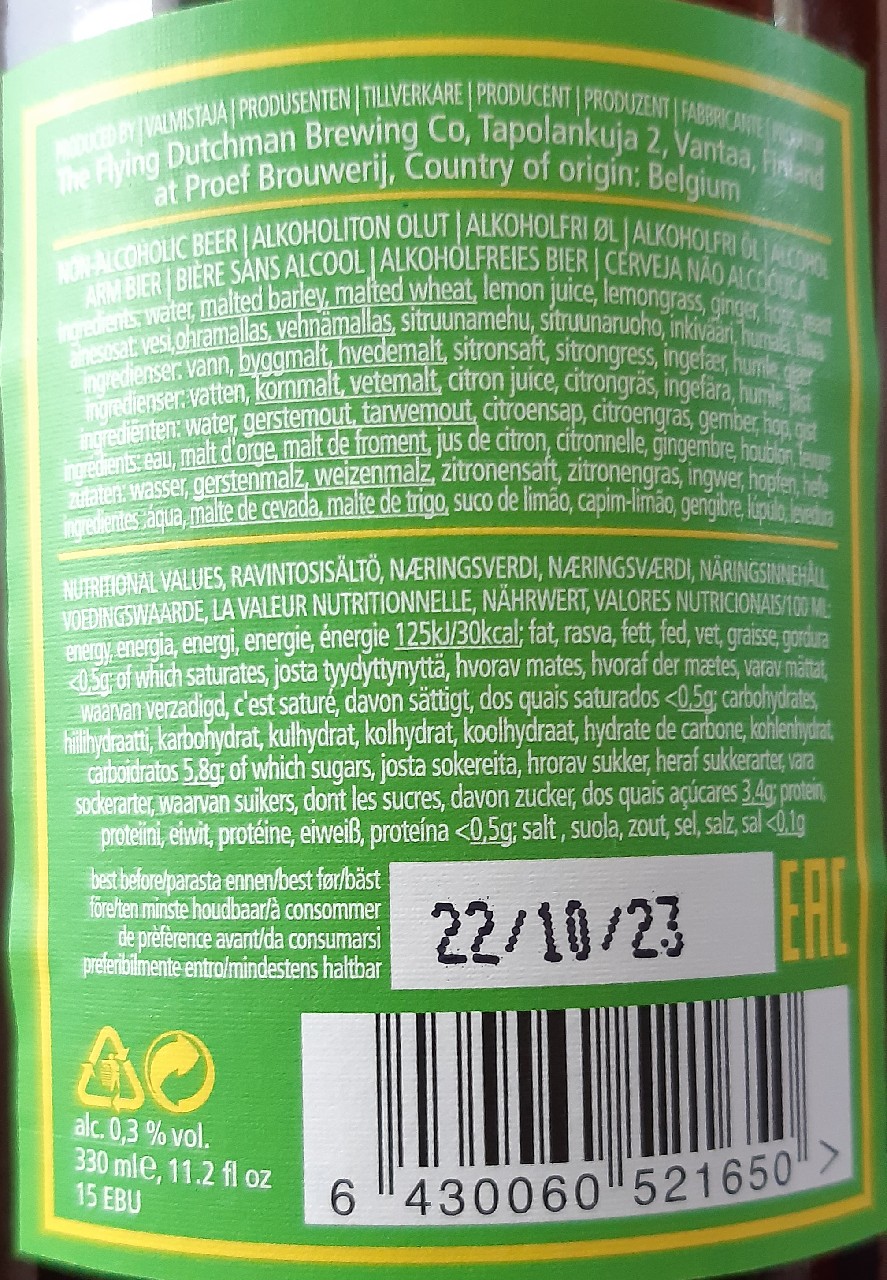 PRODUCED BY | VALMISTAJA | PRODUSENTEN | TILLVERKARE | PRODUCENT | PRODUZENT | FABBRICANTE |
The Flying Dutchman Brewing Co, Tapolankuja 2, Vantaa, Finland
at Proef Brouwerij, Country of origin: Belgium
NON-ALCOHOLIC BEER | ALKOHOLITON OLUT | ALKOHOLFRI ØL | ALKOHOLFRI ÖL | ALCOHOL
ARM BIER | BIÈRE SANS ALCOOL | ALKOHOLFREIES BIER | CERVEJA NÃO ALCOÓLICA
ingredients: water, malted barley, malted wheat, lemon juice, lemongrass, ginger, hops, yeast
ainesosat: vesi,ohramallas, vehnämallas, sitruunamehu, sitruunaruoho, inkivääri, humala, hiiva
ingredienser: vann, byggmalt, hvedemalt, sitronsaft, sitrongress, ingefær, humle, gjær
ingredienser: vatten, kornmalt, vetemalt, citron juice, citrongräs, ingefära, humle, jäst
ingrediënten: water, gerstemout, tarwemout, citroensap, citroengras, gember, hop, gist
ingredients: eau, malt d'orge, malt de froment, jus de citron, citronnelle, gingembre, houblon, levure
zutaten: wasser, gerstenmalz, weizenmalz, zitronensaft, zitronengras, ingwer, hopfen, hefe
ingredientes :água, malte de cevada, malte de trigo, suco de limão, capim-limão, gengibre, lúpulo, levedura
NUTRITIONAL VALUES, RAVINTOSISÄLTÖ, NÆRINGSVERDI, NÆRINGSVÆRDI, NÄRINGSINNEHÅLL,
VOEDINGSWAARDE, LA VALEUR NUTRITIONNELLE, NÄHRWERT, VALORES NUTRICIONAIS/100 ML:
energy, energia, energi, energie, énergie 125kJ/30kcal; fat, rasva, fett, fed, vet, graisse, gordura
<0,5g; of which saturates, josta tyydyttynyttä, hvorav mates, hvoraf der mætes, varav mättat,
waarvan verzadigd, c'est saturé, davon sättigt, dos quais saturados <0,5g; carbohydrates,
hiilihydraatti, karbohydrat, kulhydrat, kolhydrat, koolhydraat, hydrate de carbone, kohlenhydrat,
carboidratos 5,8g; of which sugars, josta sokereita, hrorav sukker, heraf sukkerarter, vara
sockerarter, waarvan suikers, dont les sucres, davon zucker, dos quais açúcares 3,4g; protein,
proteiini, eiwit, protéine, eiweiß, proteína <0,5g; salt , suola, zout, sel, salz, sal <0,1g
best before/parasta ennen/best før/bäst
före/ten minste houdbaar/à consommer
de prèfèrence avant/da consumarsi
preferibilmente entro/mindestens haltbar
22/10/23
EAC
alc. 0,3 % vol.
330 ml℮, 11.2 fl oz
15 EBU
6 430060 521650 >